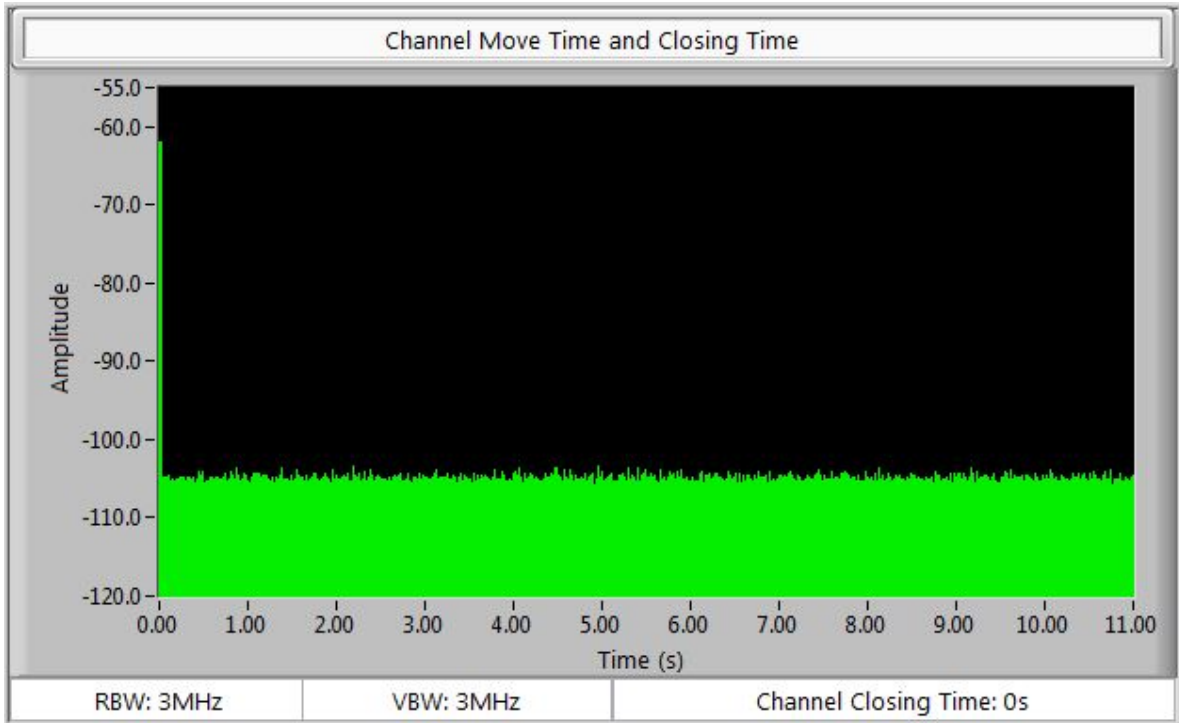 Channel Move Time and Closing Time
Amplitude
-55.0
-60.0
-70.0
-80.0
-90.0
-100.0
-110.0
-120.0
0.00 1.00 2.00 3.00 4.00 5.00 6.00 7.00 8.00 9.00 10.00 11.00
Time (s)
RBW: 3MHz VBW: 3MHz Channel Closing Time: 0s